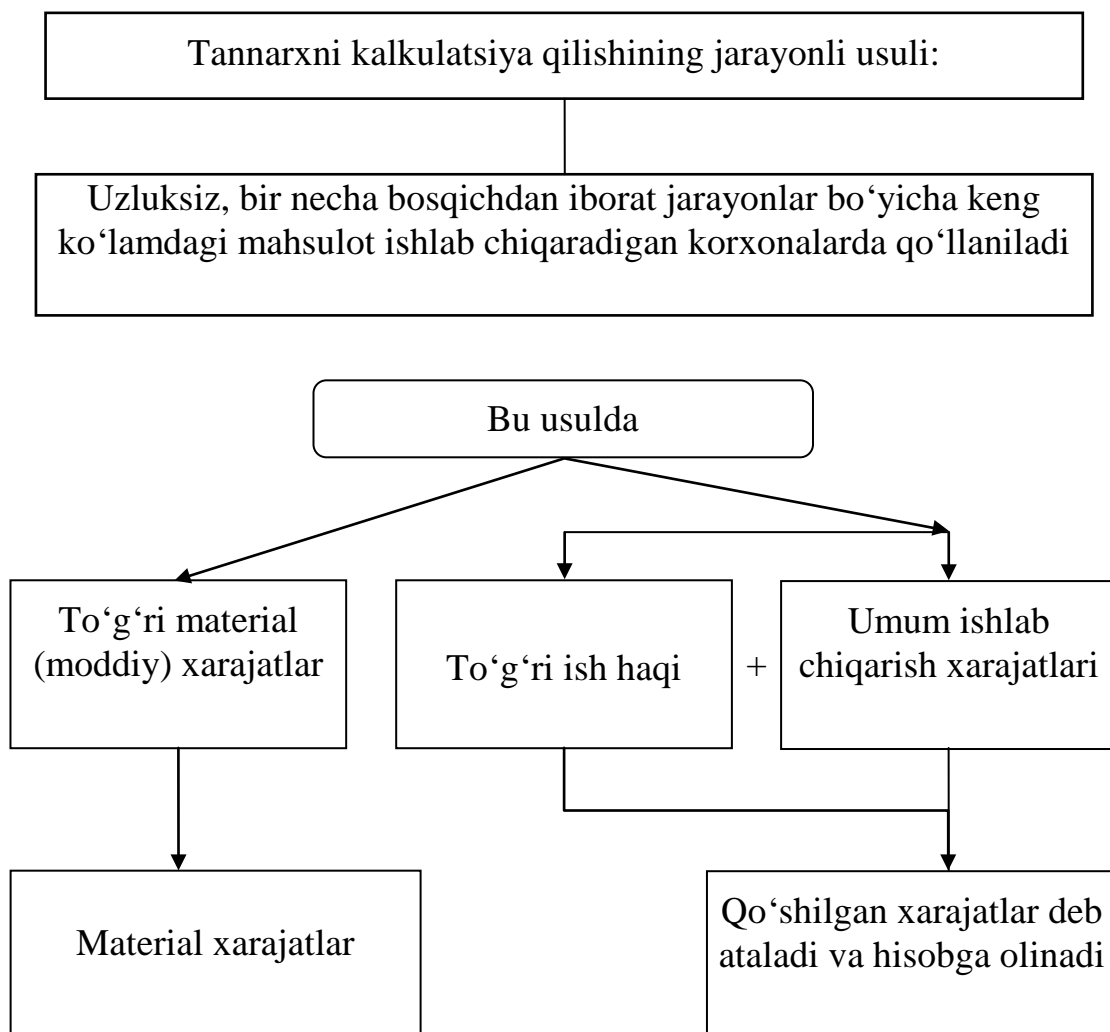 Tannarxni kalkulatsiya qilishining jarayonli usuli:
Uzluksiz, bir necha bosqichdan iborat jarayonlar bo‘yicha keng
ko‘lamdagi mahsulot ishlab chiqaradigan korxonalarda qo‘llaniladi
Bu usulda
To‘g‘ri material
(moddiy) xarajatlar
To‘g‘ri ish haqi
+
Umum ishlab
chiqarish xarajatlari
Material xarajatlar
Qo‘shilgan xarajatlar deb
ataladi va hisobga olinadi